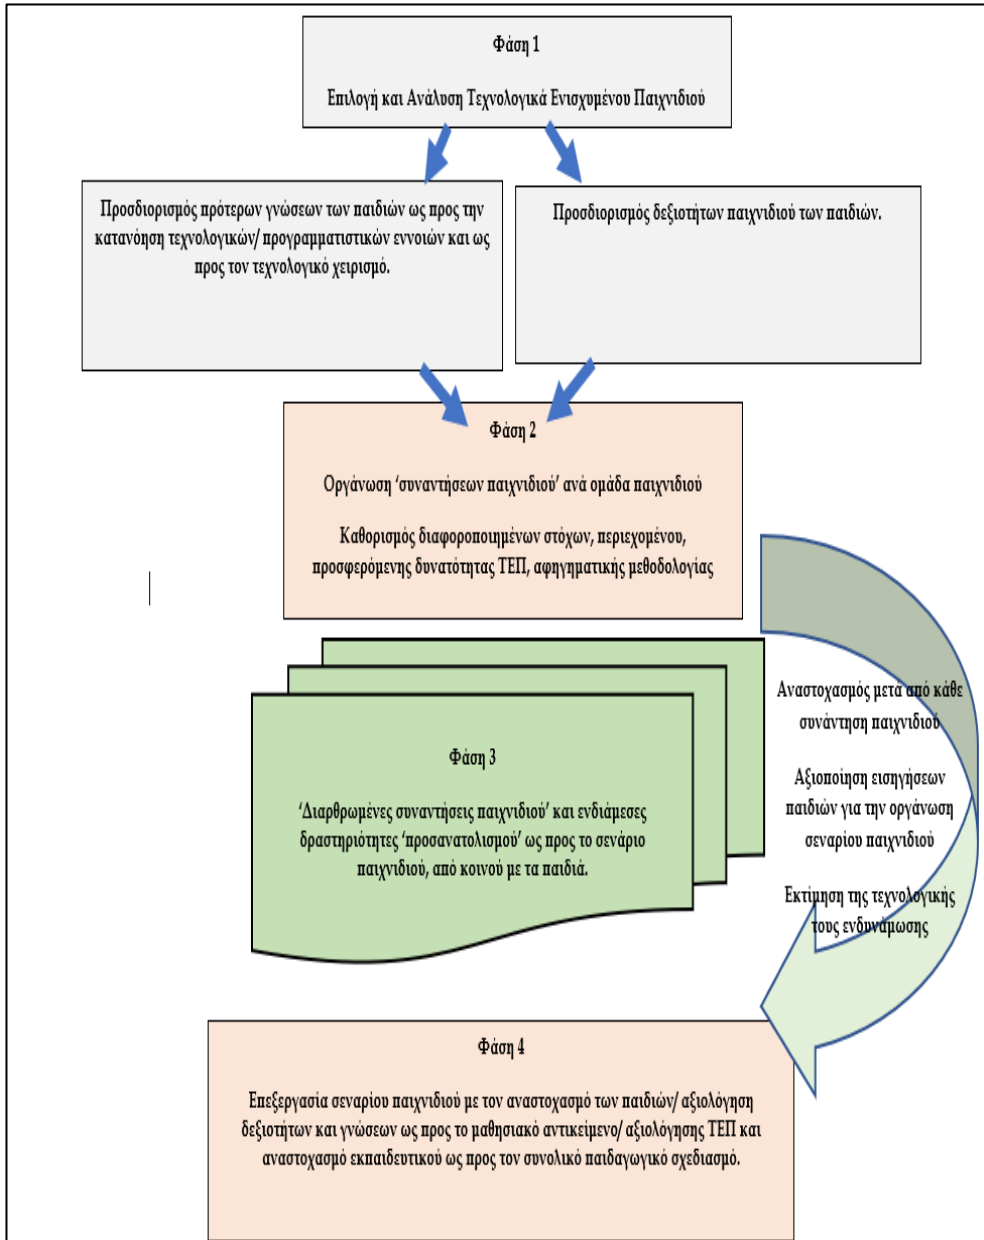 Φάση 1
Επιλογή και Ανάλυση Τεχνολογικά Ενισχυμένου Παιχνιδιού
Προσδιορισμός πρότερων γνώσεων των παιδιών ως προς την
κατανόηση τεχνολογικών/ προγραμματιστικών εννοιών και ως
προς τον τεχνολογικό χειρισμό.
Προσδιορισμός δεξιοτήτων παιχνιδιού των παιδιών.
Φάση 2
Οργάνωση ‘συναντήσεων παιχνιδιού’ ανά ομάδα παιχνιδιού
Καθορισμός διαφοροποιημένων στόχων, περιεχομένου,
προσφερόμενης δυνατότητας ΤΕΠ, αφηγηματικής μεθοδολογίας
Φάση 3
‘Διαρθρωμένες συναντήσεις παιχνιδιού’ και ενδιάμεσες
δραστηριότητες ‘προσανατολισμού’ ως προς το σενάριο
παιχνιδιού, από κοινού με τα παιδιά.
Αναστοχασμός μετά από κάθε
συνάντηση παιχνιδιού
Αξιοποίηση εισηγήσεων
παιδιών για την οργάνωση
σεναρίου παιχνιδιού
Εκτίμηση της τεχνολογικής
τους ενδυνάμωσης
Φάση 4
Επεξεργασία σεναρίου παιχνιδιού με τον αναστοχασμό των παιδιών/ αξιολόγηση
δεξιοτήτων και γνώσεων ως προς το μαθησιακό αντικείμενο/ αξιολόγησης ΤΕΠ και
αναστοχασμό εκπαιδευτικού ως προς τον συνολικό παιδαγωγικό σχεδιασμό.